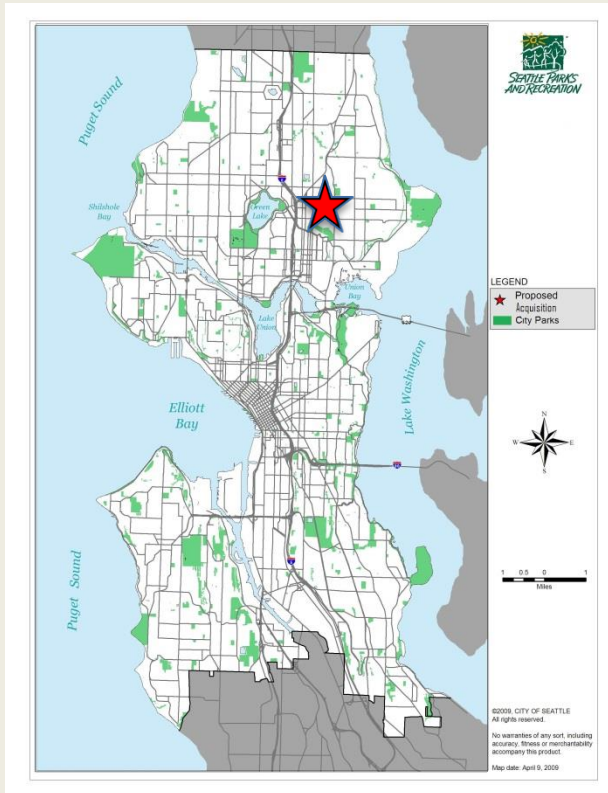 Puget Sound
SEATTLE PARKS
AND RECREATION
Shilshole
Bay
Green
Lake
Union
Bay
Lake
Union
LEGEND
Proposed
Acquisition
City Parks
Elliott
Bay
Lake Washington
N
W
E
S
Puget Sound
1 0.5 0 1
Miles
©2009, CITY OF SEATTLE
All rights reserved.
No warranties of any sort, including
accuracy, fitness or merchantability
accompany this product.
Map date: April 9, 2009